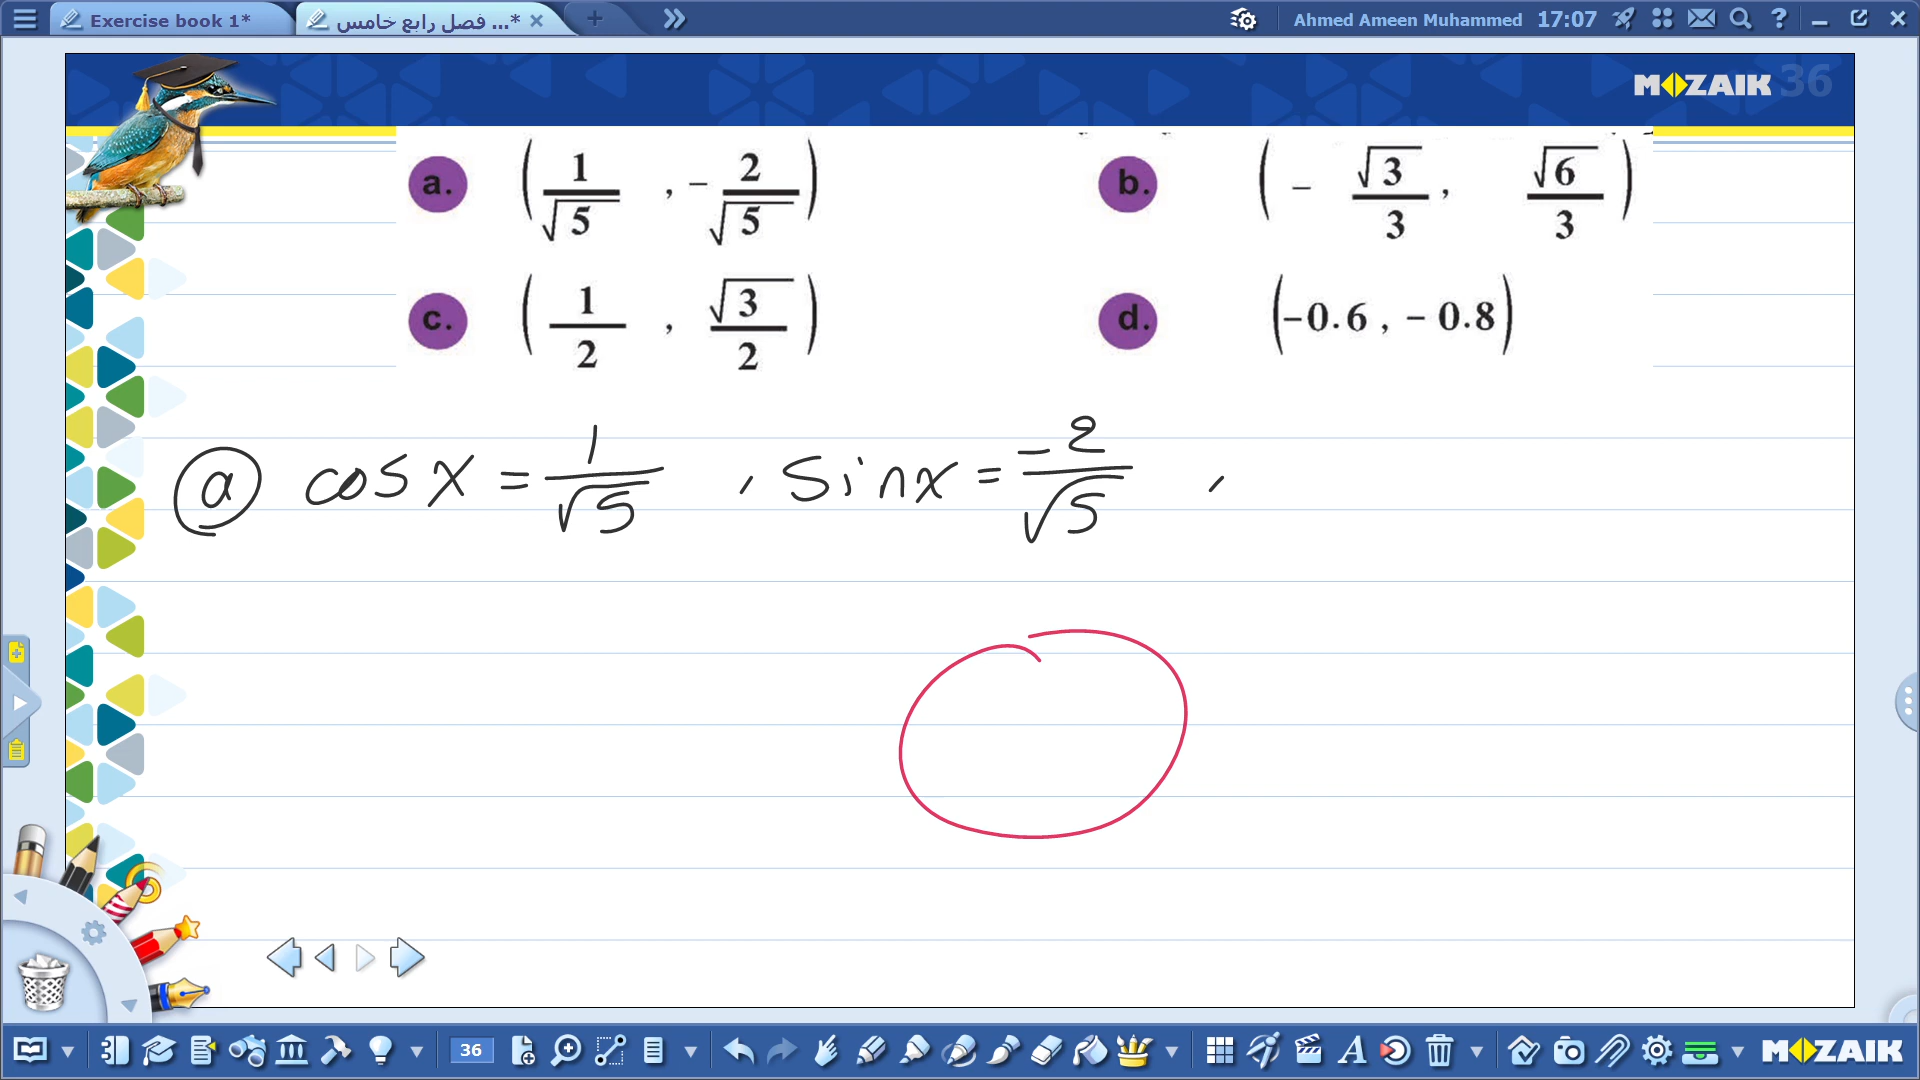 Exercise book 1*
فصل رابع خامس ...*
Ahmed Ameen Muhammed 17:07
MOZAIK 36
a. (1/√5 , - 2/√5)
b. (- √3/3 , √6/3)
c. (1/2 , √3/2)
d. (-0.6 , - 0.8)
ⓐ cos x = 1/√5 , sin x = -2/√5 ,
36
MOZAIK